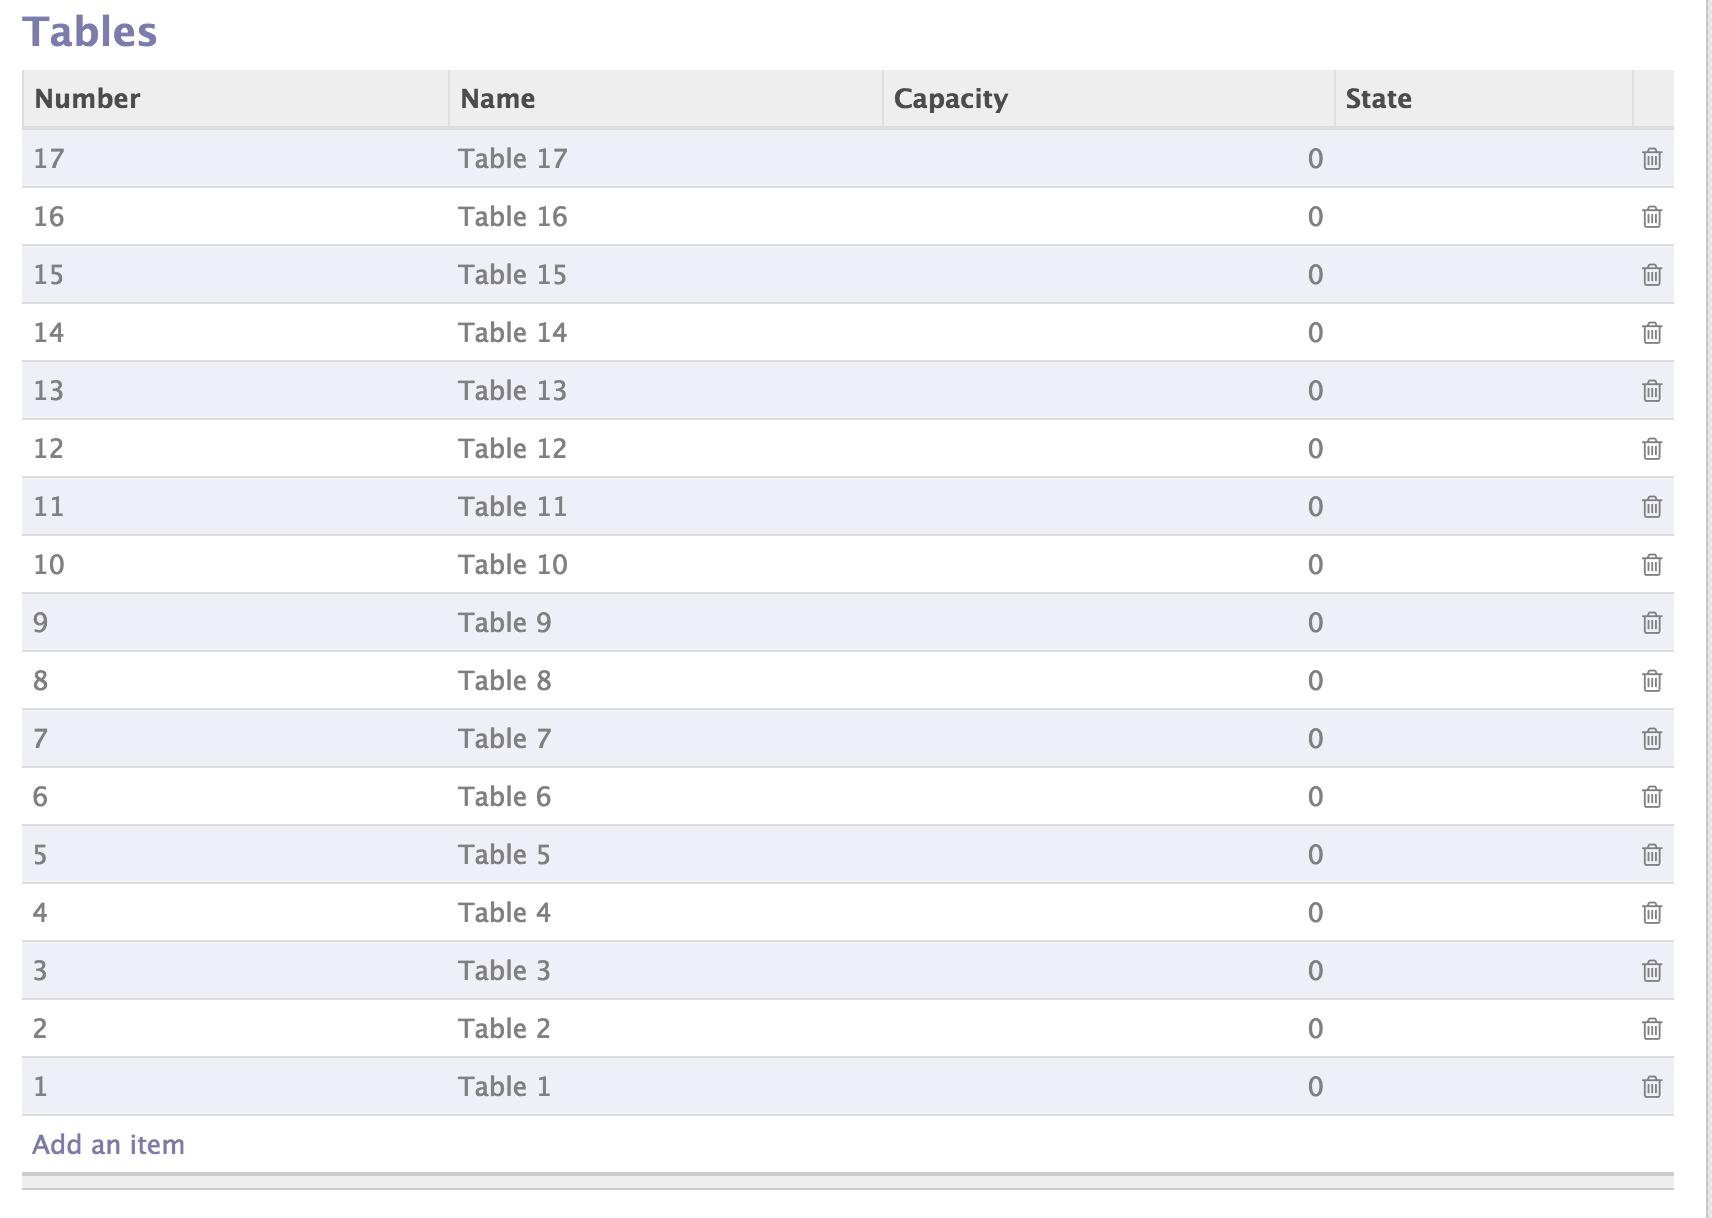 Tables
Number Name Capacity State
17 Table 17 0
16 Table 16 0
15 Table 15 0
14 Table 14 0
13 Table 13 0
12 Table 12 0
11 Table 11 0
10 Table 10 0
9 Table 9 0
8 Table 8 0
7 Table 7 0
6 Table 6 0
5 Table 5 0
4 Table 4 0
3 Table 3 0
2 Table 2 0
1 Table 1 0
Add an item